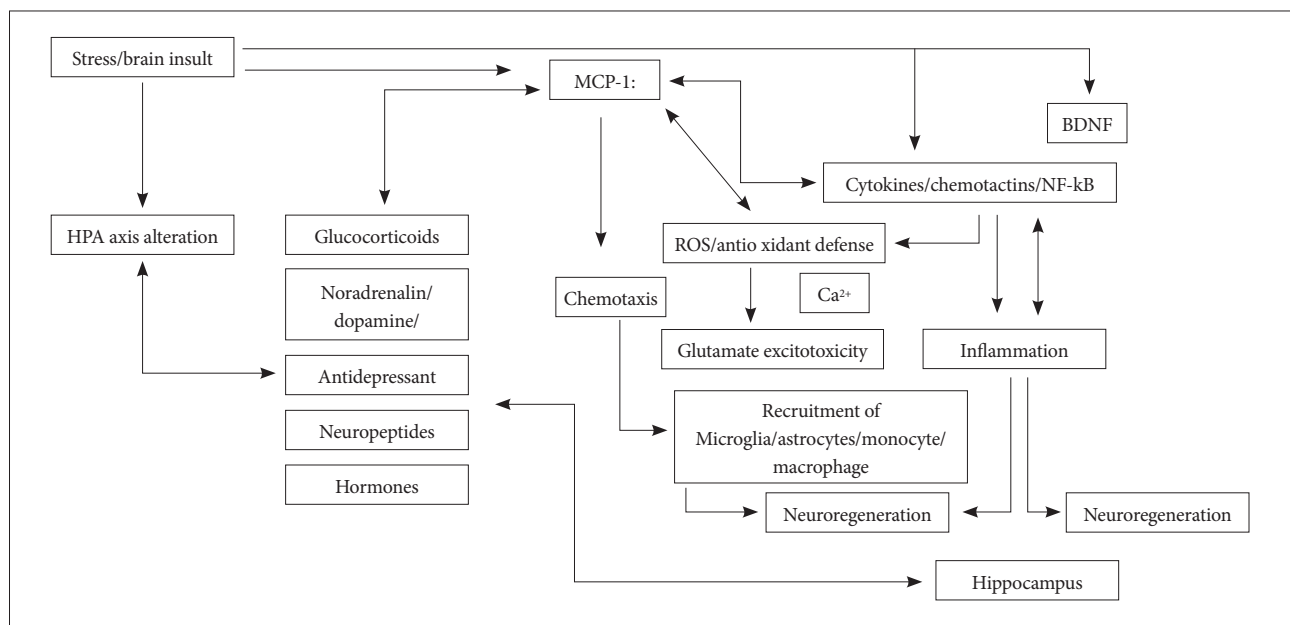 Stress/brain insult
MCP-1:
BDNF
Cytokines/chemotactins/NF-kB
HPA axis alteration
Glucocorticoids
ROS/antio xidant defense
Noradrenalin/
dopamine/
Chemotaxis
Ca²⁺
Glutamate excitotoxicity
Inflammation
Antidepressant
Recruitment of
Microglia/astrocytes/monocyte/
macrophage
Neuropeptides
Hormones
Neuroregeneration
Neuroregeneration
Hippocampus